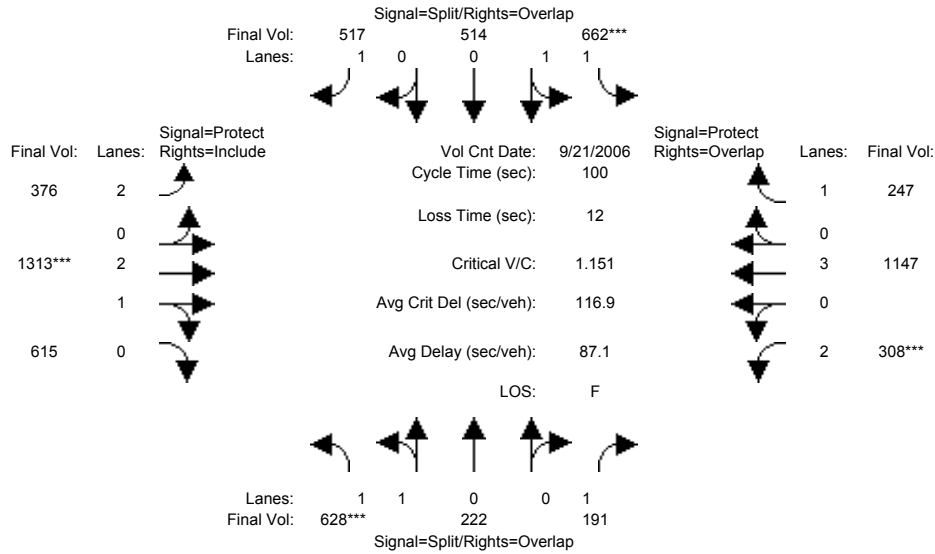 Signal=Split/Rights=Overlap
Final Vol: 517 514 662***
Lanes: 1 0 0 1 1
Signal=Protect Signal=Protect
Final Vol: Lanes: Rights=Include Vol Cnt Date: 9/21/2006 Rights=Overlap Lanes: Final Vol:
Cycle Time (sec): 100
376 2 1 247
Loss Time (sec): 12
0 0
1313*** 2 Critical V/C: 1.151 3 1147
1 Avg Crit Del (sec/veh): 116.9 0
615 0 Avg Delay (sec/veh): 87.1 2 308***
LOS: F
Lanes: 1 1 0 0 1
Final Vol: 628*** 222 191
Signal=Split/Rights=Overlap